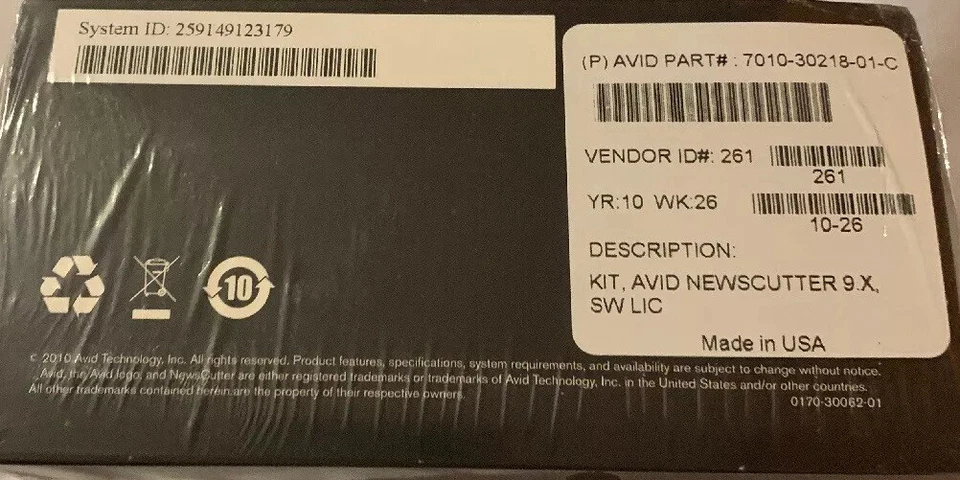 System ID: 259149123179
(P) AVID PART# : 7010-30218-01-C
VENDOR ID#: 261
261
YR:10 WK:26
10-26
DESCRIPTION:
KIT, AVID NEWSCUTTER 9.X,
SW LIC
Made in USA
10
c 2010 Avid Technology, Inc. All rights reserved. Product features, specifications, system requirements, and availability are subject to change without notice.
Avid, the Avid logo, and NewsCutter are either registered trademarks or trademarks of Avid Technology, Inc. in the United States and/or other countries.
All other trademarks contained herein are the property of their respective owners.
0170-30062-01